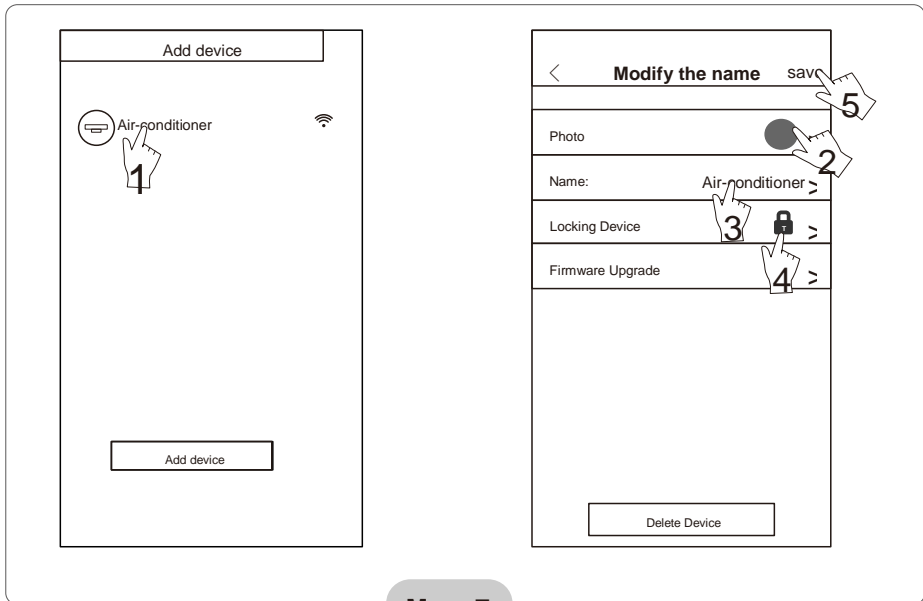 Add device
Air-conditioner
1
Add device
< Modify the name save
5
Photo
2
Name: Air-conditioner >
3
Locking Device >
4
Firmware Upgrade >
Delete Device